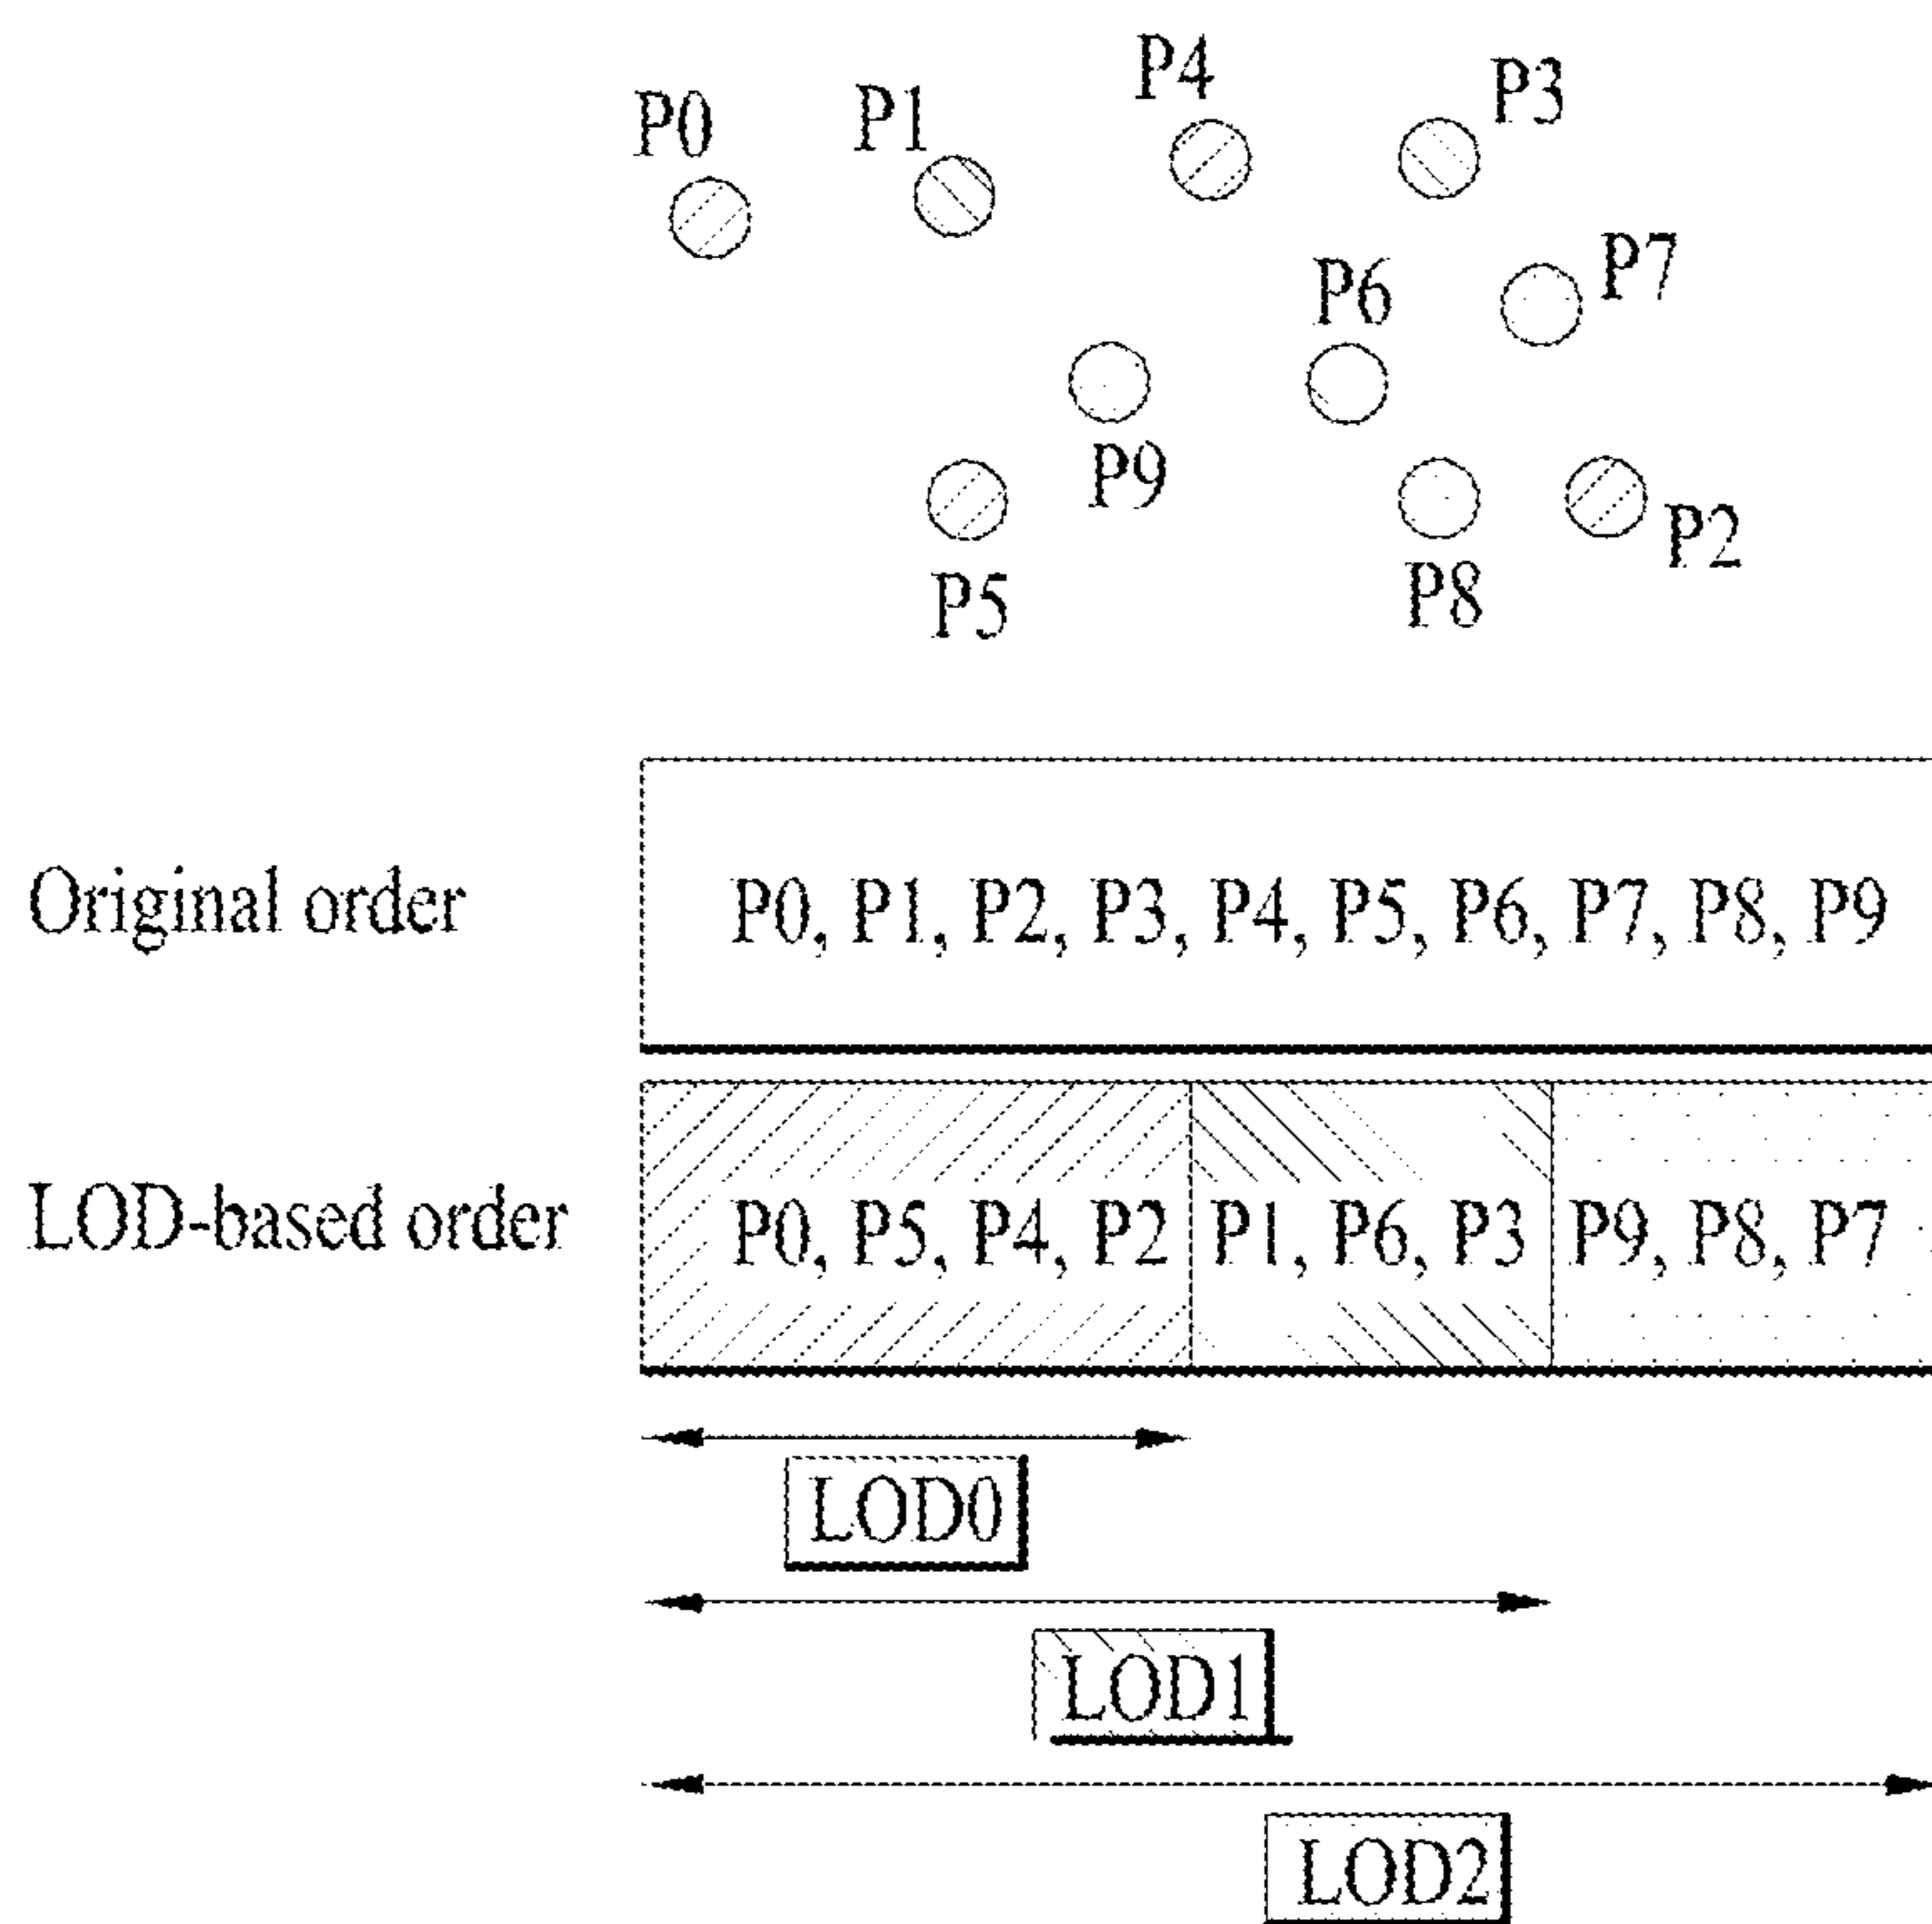 P4
P3
P0
P1
P7
P6
P9
P2
P5
P8
Original order
P0, P1, P2, P3, P4, P5, P6, P7, P8, P9
LOD-based order
P0, P5, P4, P2
P1, P6, P3
P9, P8, P7
LOD0
LOD1
LOD2